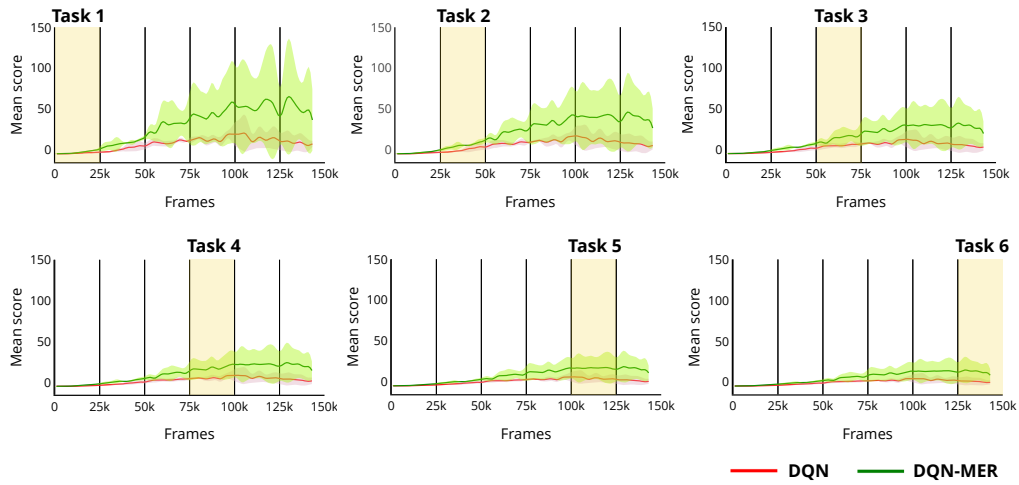 Task 1
Task 2
Task 3
150
100
50
0
Mean score
0 25k 50k 75k 100k 125k 150k
Frames
150
100
50
0
Mean score
0 25k 50k 75k 100k 125k 150k
Frames
150
100
50
0
Mean score
0 25k 50k 75k 100k 125k 150k
Frames
Task 4
Task 5
Task 6
150
100
50
0
Mean score
0 25k 50k 75k 100k 125k 150k
Frames
150
100
50
0
Mean score
0 25k 50k 75k 100k 125k 150k
Frames
150
100
50
0
Mean score
0 25k 50k 75k 100k 125k 150k
Frames
DQN DQN-MER